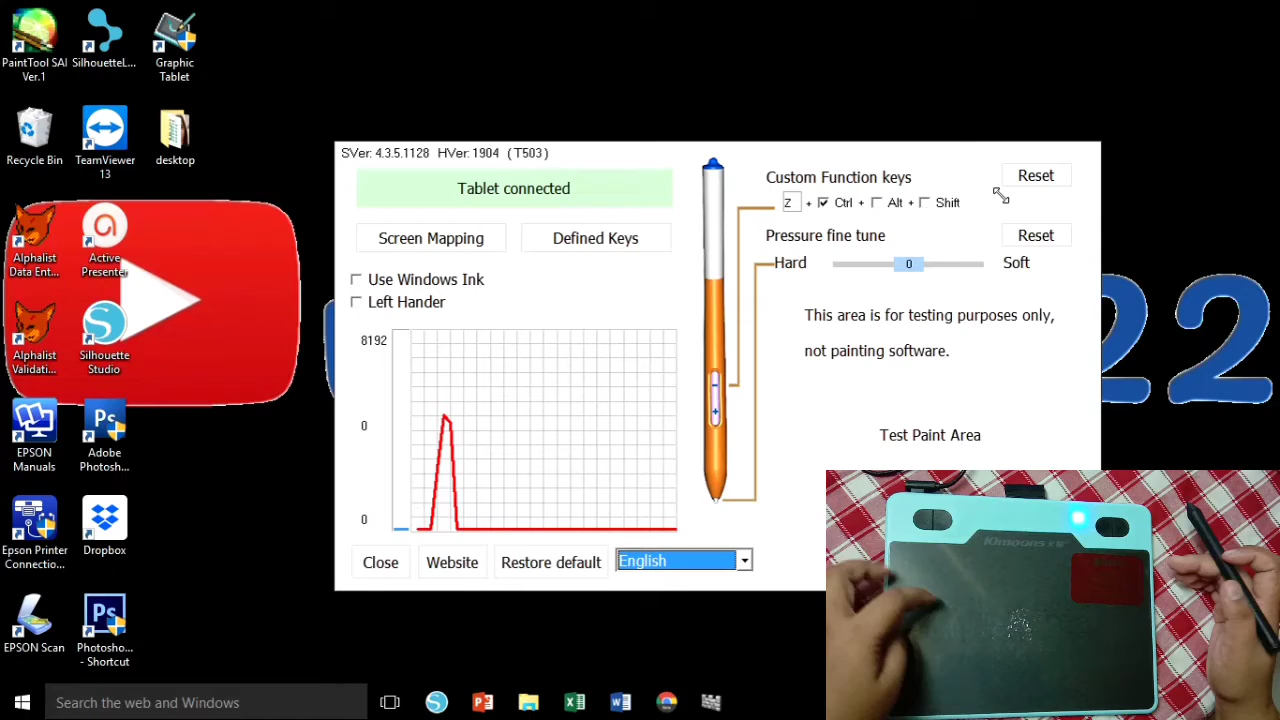 PaintTool SAI
Ver.1
SilhouetteL...
Graphic
Tablet
Recycle Bin
TeamViewer
13
desktop
Alphalist
Data Ent...
Active
Presenter
Alphalist
Validati...
Silhouette
Studio
EPSON
Manuals
Ps
Adobe
Photosh...
Epson Printer
Connectio...
Dropbox
EPSON Scan
Ps
Photosho...
- Shortcut
SVer: 4.3.5.1128 HVer: 1904 (T503)
Tablet connected
Screen Mapping
Defined Keys
Use Windows Ink
Left Hander
8192
0
0
Close
Website
Restore default
English
Custom Function keys
Reset
Z + Ctrl + Alt + Shift
Pressure fine tune
Reset
Hard
0
Soft
This area is for testing purposes only,
not painting software.
Test Paint Area
22
Search the web and Windows